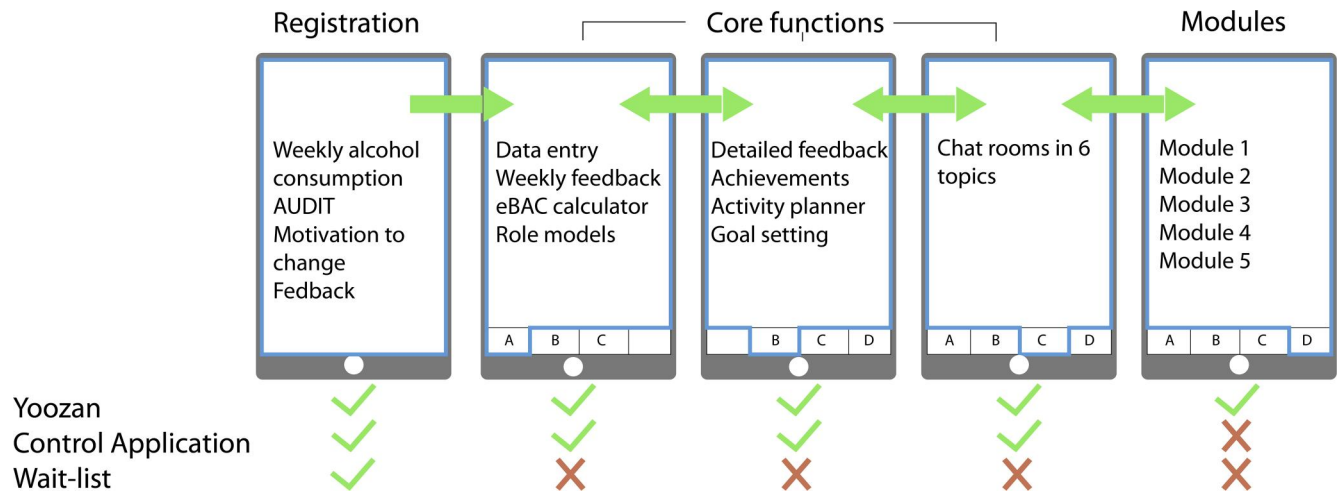 Registration
Core functions
Modules
Weekly alcohol
consumption
AUDIT
Motivation to
change
Fedback
Data entry
Weekly feedback
eBAC calculator
Role models
A B C
Detailed feedback
Achievements
Activity planner
Goal setting
B C D
Chat rooms in 6
topics
A B C D
Module 1
Module 2
Module 3
Module 4
Module 5
A B C D
Yoozan
Control Application
Wait-list